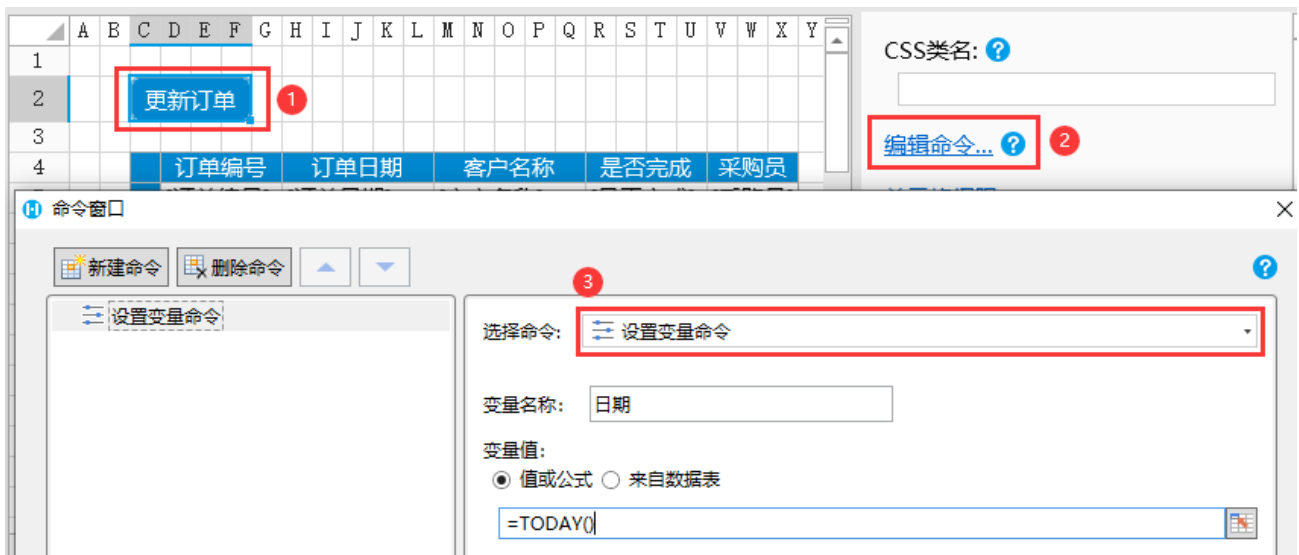 A B C D E F G H I J K L M N O P Q R S T U V W X Y
1
2 更新订单 1
3
4 订单编号 订单日期 客户名称 是否完成 采购员
CSS类名: ?
编辑命令... ? 2
命令窗口
新建命令 删除命令 ?
设置变量命令
3
选择命令: 设置变量命令
变量名称: 日期
变量值:
值或公式 来自数据表
=TODAY()